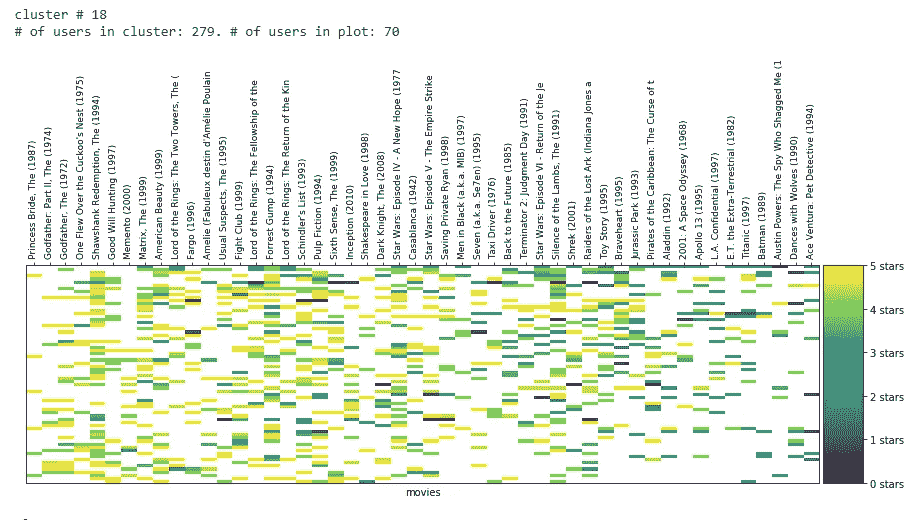 cluster # 18
# of users in cluster: 279. # of users in plot: 70
Princess Bride, The (1987)
Godfather: Part II, The (1974)
Godfather, The (1972)
One Flew Over the Cuckoo's Nest (1975)
Shawshank Redemption, The (1994)
Good Will Hunting (1997)
Memento (2000)
Matrix, The (1999)
American Beauty (1999)
Lord of the Rings: The Two Towers, The (
Fargo (1996)
Amelie (Fabuleux destin d'Amélie Poulain
Usual Suspects, The (1995)
Fight Club (1999)
Lord of the Rings: The Fellowship of the
Forrest Gump (1994)
Lord of the Rings: The Return of the Kin
Schindler's List (1993)
Pulp Fiction (1994)
Sixth Sense, The (1999)
Inception (2010)
Shakespeare in Love (1998)
Dark Knight, The (2008)
Star Wars: Episode IV - A New Hope (1977
Casablanca (1942)
Star Wars: Episode V - The Empire Strike
Saving Private Ryan (1998)
Men in Black (a.k.a. MIB) (1997)
Seven (a.k.a. Se7en) (1995)
Taxi Driver (1976)
Back to the Future (1985)
Terminator 2: Judgment Day (1991)
Star Wars: Episode VI - Return of the Je
Silence of the Lambs, The (1991)
Shrek (2001)
Raiders of the Lost Ark (Indiana Jones a
Toy Story (1995)
Braveheart (1995)
Jurassic Park (1993)
Pirates of the Caribbean: The Curse of t
Aladdin (1992)
2001: A Space Odyssey (1968)
Apollo 13 (1995)
L.A. Confidential (1997)
E.T. the Extra-Terrestrial (1982)
Titanic (1997)
Batman (1989)
Austin Powers: The Spy Who Shagged Me (1
Dances with Wolves (1990)
Ace Ventura: Pet Detective (1994)
5 stars
4 stars
3 stars
2 stars
1 stars
0 stars
movies